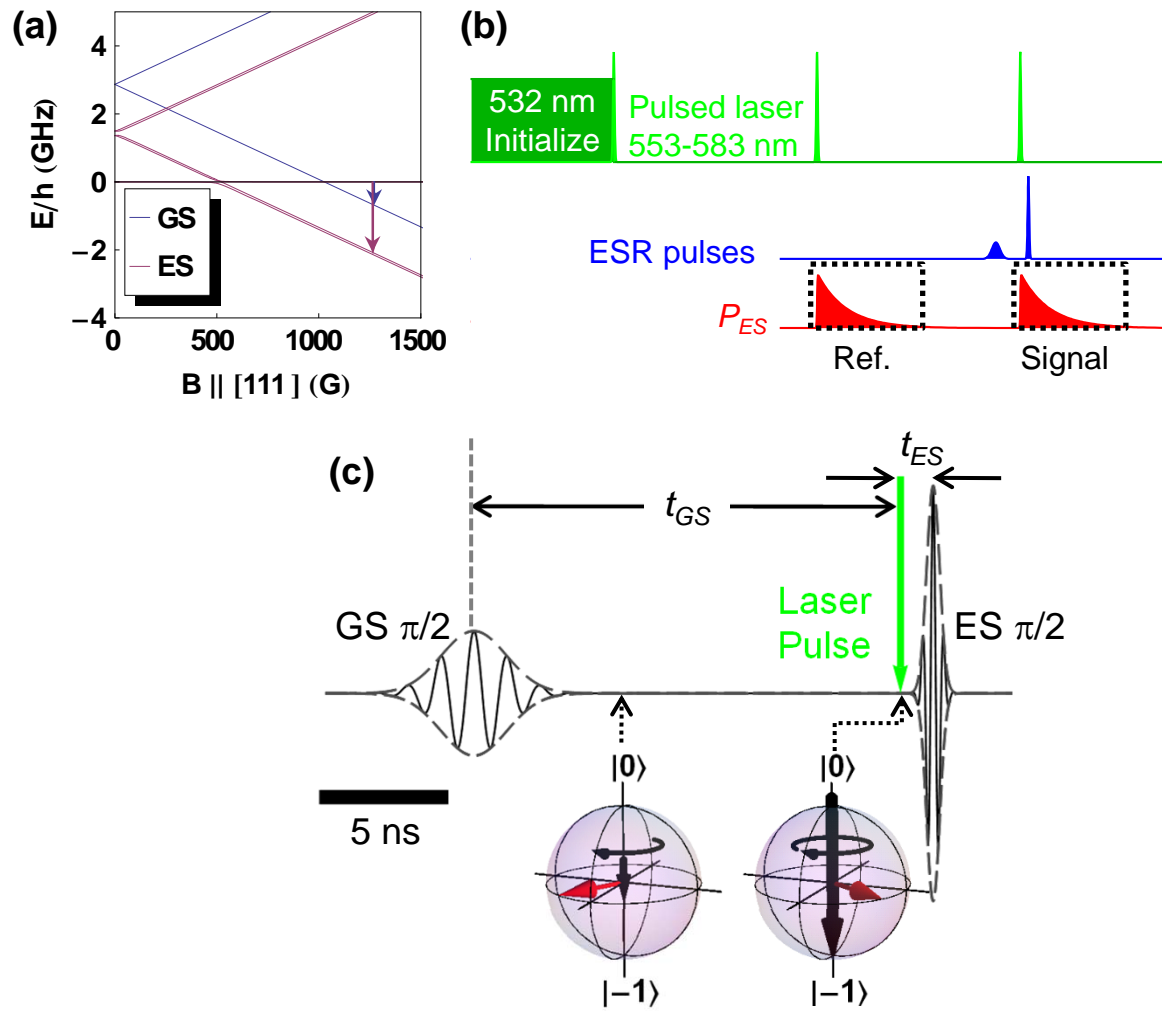 (a)
E/h (GHz)
4
2
0
−2
−4
GS
ES
0 500 1000 1500
B || [111] (G)
(b)
532 nm
Initialize
Pulsed laser
553-583 nm
ESR pulses
P_ES
Ref.
Signal
(c)
t_ES
t_GS
GS π/2
Laser
Pulse
ES π/2
5 ns
|0⟩ |0⟩
|−1⟩ |−1⟩